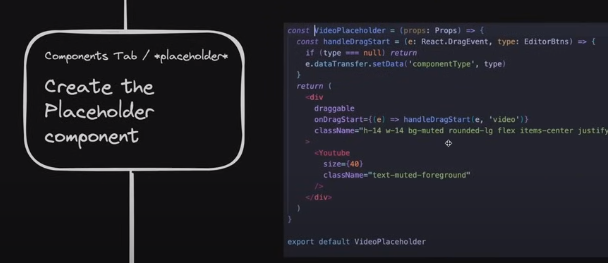 Components Tab / *placeholder*
Create the
Placeholder
component
const VideoPlaceholder = (props: Props) => {
const handleDragStart = (e: React.DragEvent, type: EditorBtns) => {
if (type === null) return
e.dataTransfer.setData('componentType', type)
}
return (
<div
draggable
onDragStart={(e) => handleDragStart(e, 'video')}
className="h-14 w-14 bg-muted rounded-lg flex items-center justify
>
<Youtube
size={40}
className="text-muted-foreground"
/>
</div>
)
}
export default VideoPlaceholder